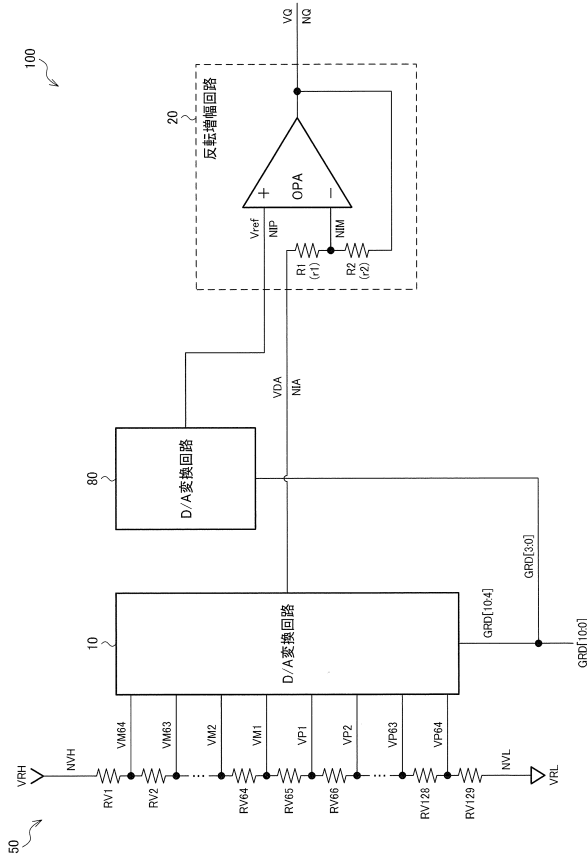 100
50
VRH
NVH
RV1
VM64
RV2
VM63
VM2
RV64
VM1
RV65
VP1
RV66
VP2
VP63
RV128
VP64
RV129
NVL
VRL
10
D/A変換回路
GRD[10:4]
GRD[3:0]
GRD[10:0]
80
D/A変換回路
VDA
NIA
20
反転増幅回路
Vref
NIP
NIM
R1
(r1)
R2
(r2)
+
−
OPA
VQ
NQ